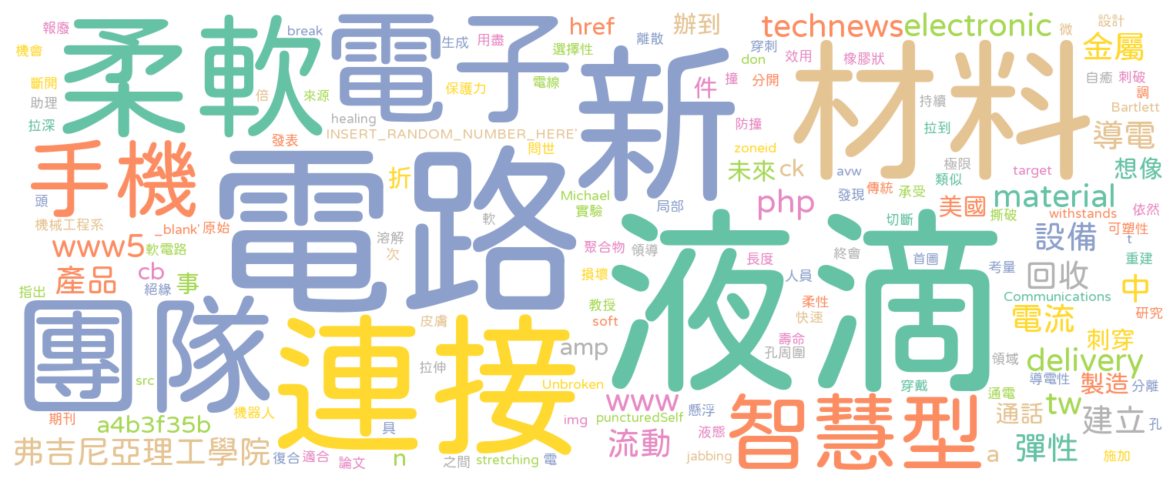 報廢
break
href
辦到
technews
electronic
設計
微
機會
柔軟
電子
生成
用盡
選擇性
離散
穿刺
效用
橡膠狀
金屬
斷開
助理
倍
來源
保護力
電線
新
件
don
撞
分開
材料
自癒
刺破
調
拉深
healing
INSERT_RANDOM_NUMBER_HERE'
防撞
持續
Bartlett
發表
問世
zoneid
拉到
導電
手機
電路
折
未來
ck
avw
極限
類似
target
想像
頭
Michael
實驗
局部
php
發現
傳統
承受
美國
material
機械工程系
_blank'
原始
軟
切斷
撕破
withstands
依然
www5
軟電路
溶解
次
聚合物
領導
液滴
長度
終會
首圈
設備
可塑性
t
重建
產品
cb
絕緣
事
損壞
人員
考量
回收
中
指出
教授
柔性
快速
Communications
研究
團隊
連接
皮膚
soft
壽命
孔周圍
電流
刺穿
拉伸
amp
領域
delivery
src
Unbroken
穿戴
導電性
製造
分離
期刊
a4b3f35b
機器人
img
www
puncturedSelf
懸浮
智慧型
通電
通話
tw
建立
孔
具
流動
液態
弗吉尼亞理工學院
復合
適合
論文
n
之間
stretching
電
jabbing
a
彈性
施加